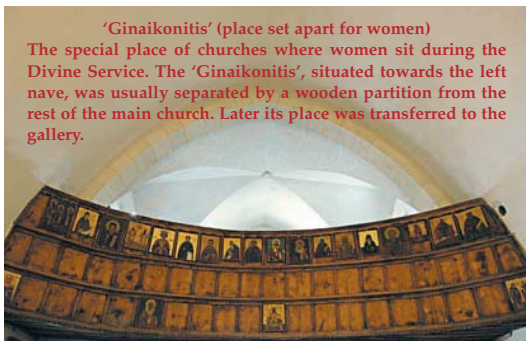 ‘Ginaikonitis’ (place set apart for women)
The special place of churches where women sit during the
Divine Service. The ‘Ginaikonitis’, situated towards the left
nave, was usually separated by a wooden partition from the
rest of the main church. Later its place was transferred to the
gallery.